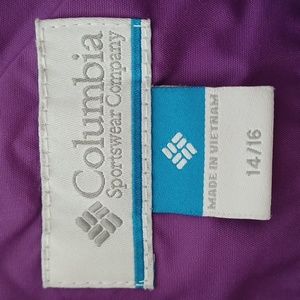 Columbia
Sportswear Company
MADE IN VIETNAM
14/16